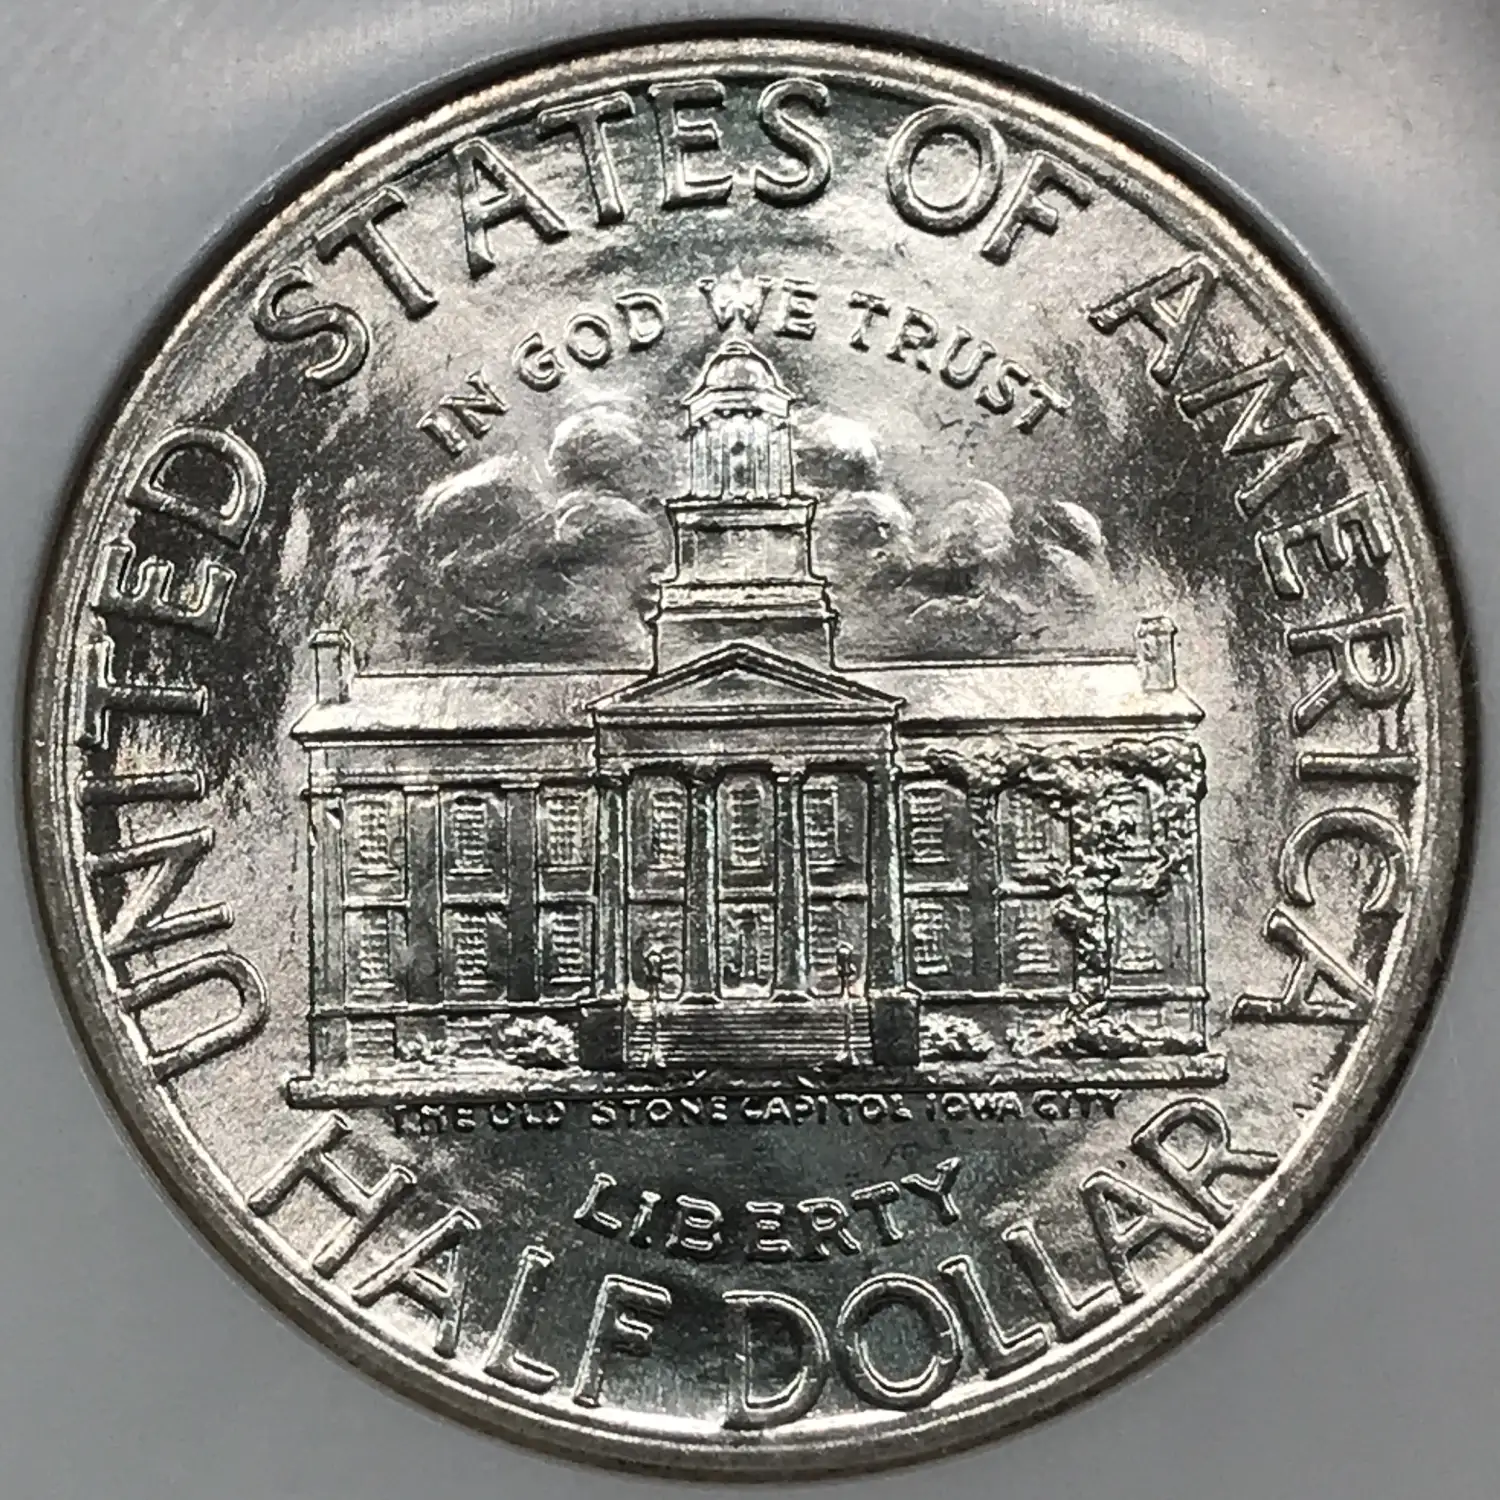 UNITED STATES OF AMERICA
IN GOD WE TRUST
THE OLD STONE CAPITOL IOWA CITY
LIBERTY
HALF DOLLAR